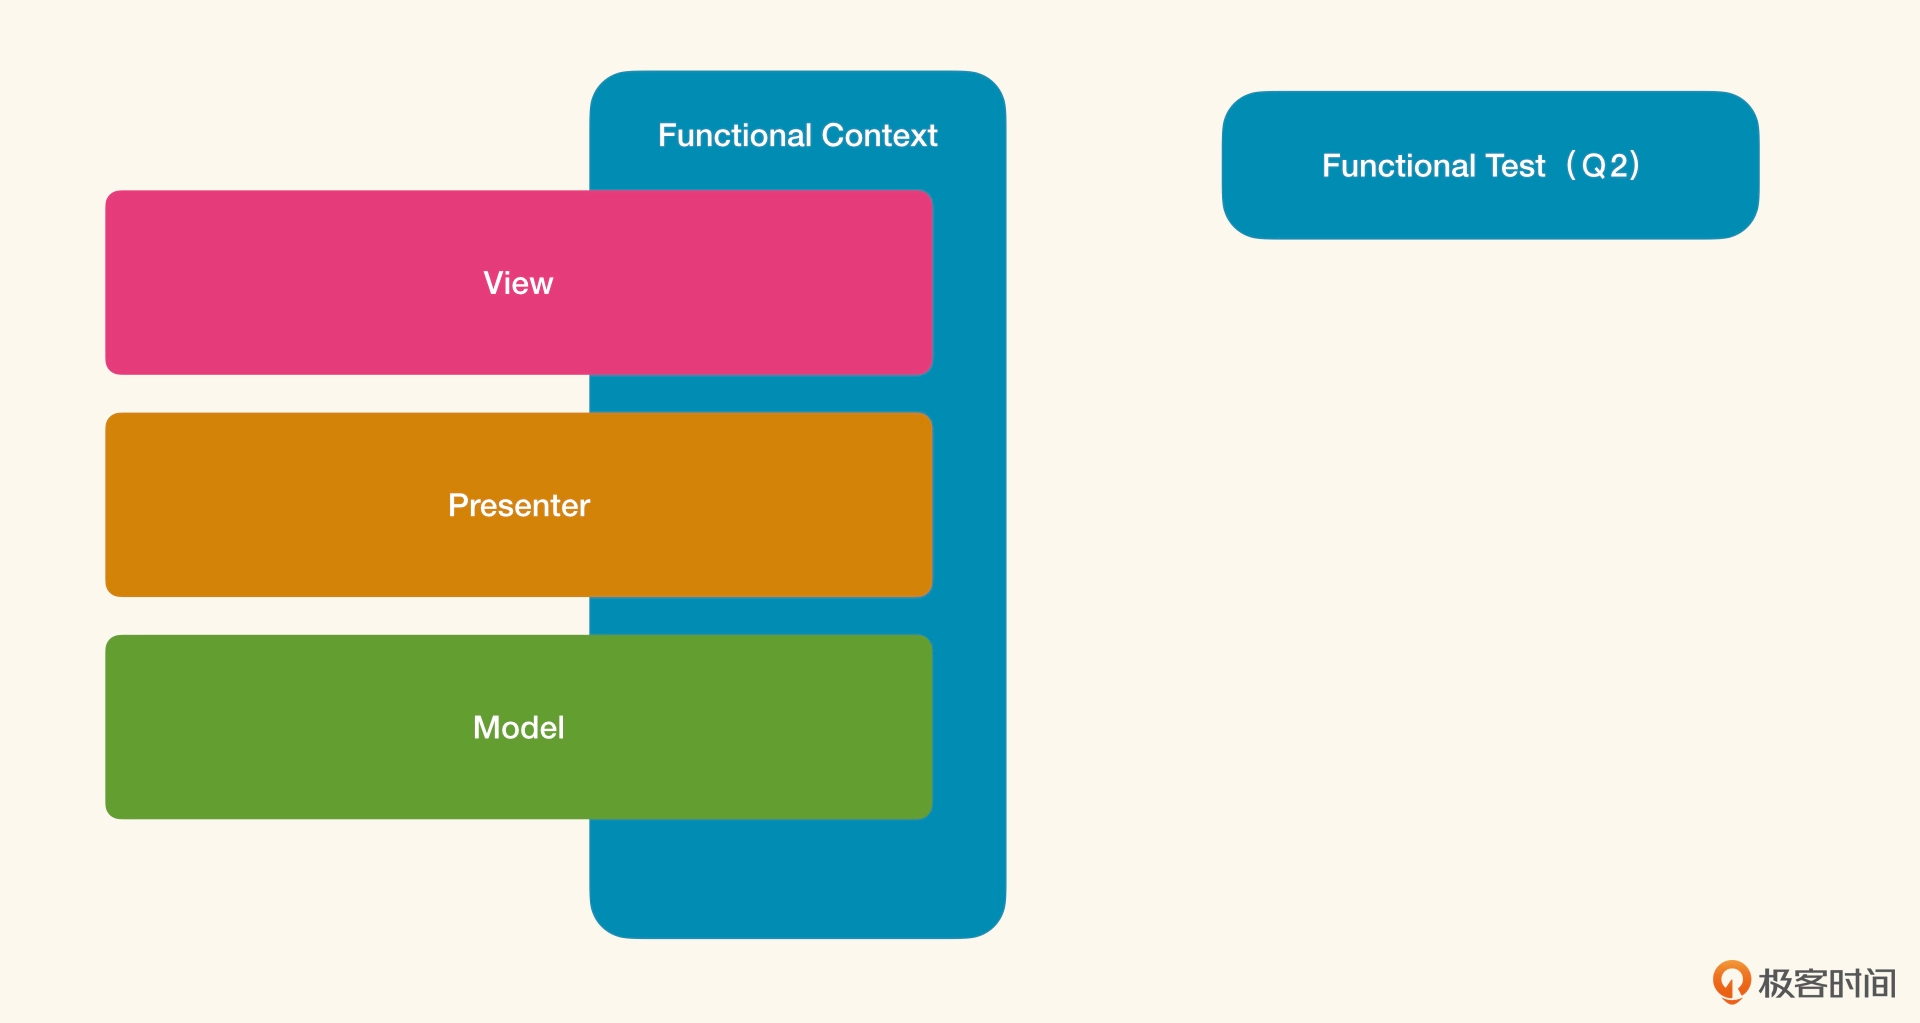 Functional Context
Functional Test（Q2）
View
Presenter
Model
极客时间